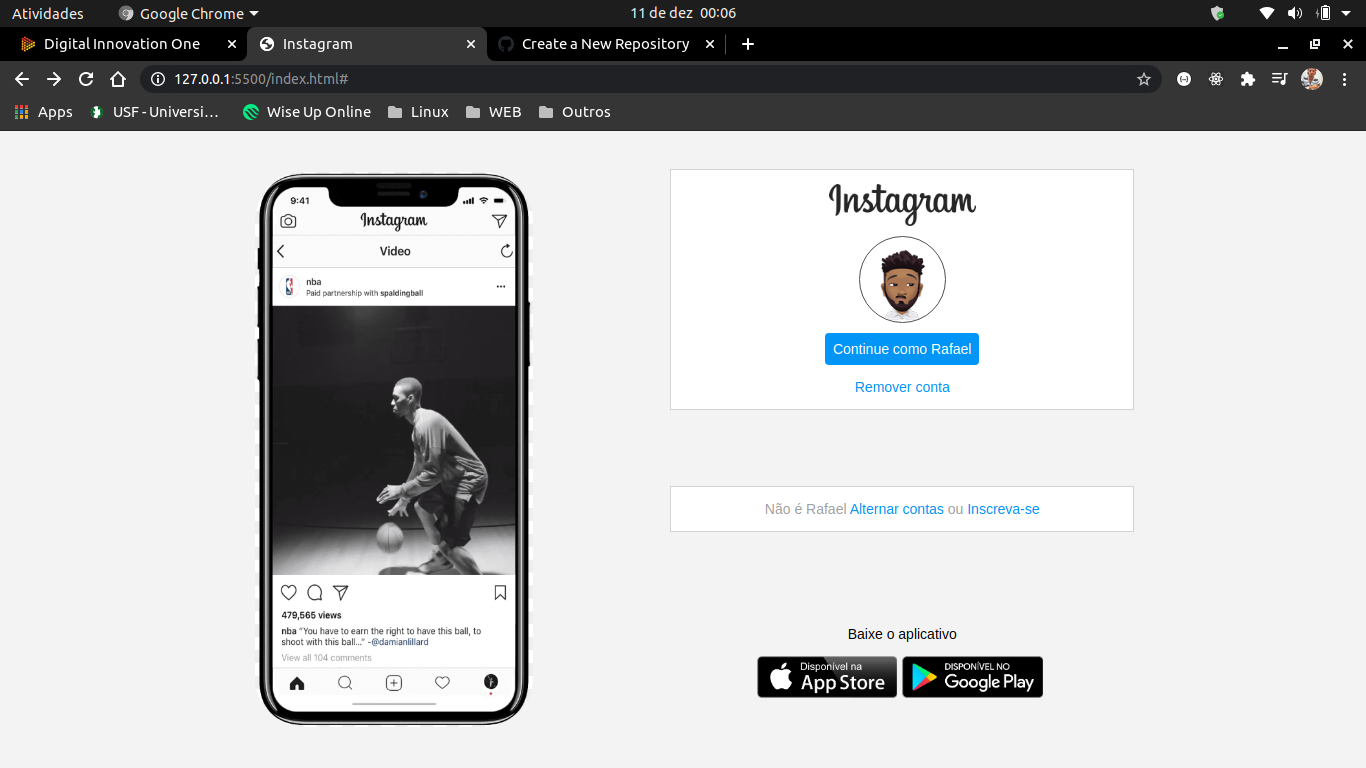 Atividades
Google Chrome
11 de dez 00:06
Digital Innovation One
Instagram
Create a New Repository
127.0.0.1:5500/index.html#
Apps
USF - Universi...
Wise Up Online
Linux
WEB
Outros
9:41
Instagram
Video
nba
Paid partnership with spaldingball
479,565 views
nba "You have to earn the right to have this ball, to
shoot with this ball..." -@damianlillard
View all 104 comments
Instagram
Continue como Rafael
Remover conta
Não é Rafael Alternar contas ou Inscreva-se
Baixe o aplicativo
Disponível na
App Store
DISPONÍVEL NO
Google Play